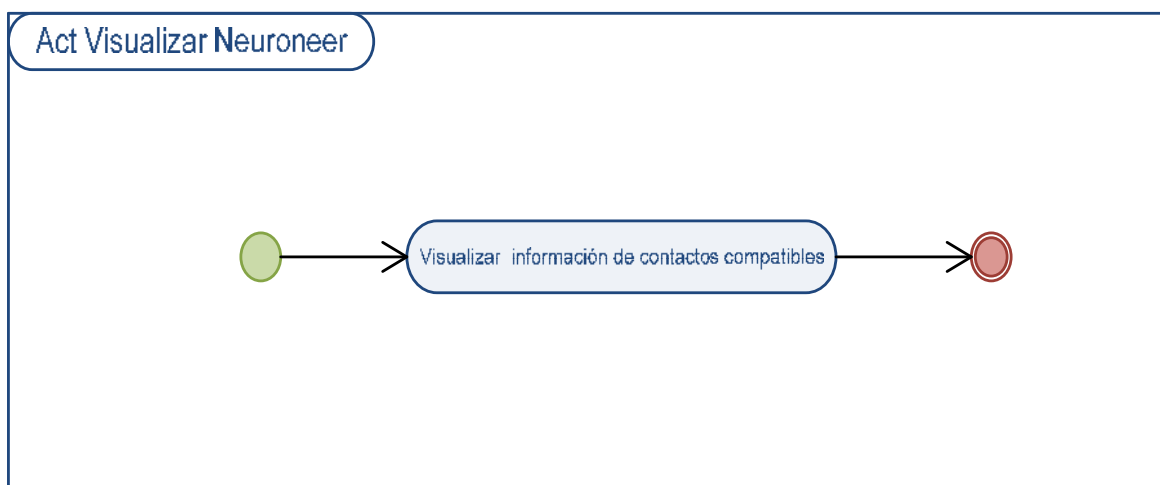 Act Visualizar Neuroneer
Visualizar información de contactos compatibles